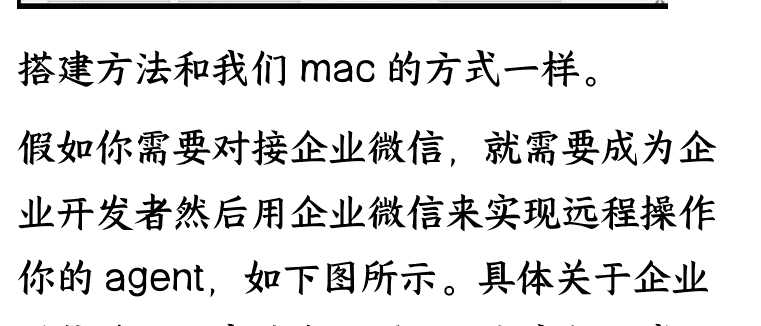 搭建方法和我们 mac 的方式一样。
假如你需要对接企业微信，就需要成为企
业开发者然后用企业微信来实现远程操作
你的 agent，如下图所示。具体关于企业